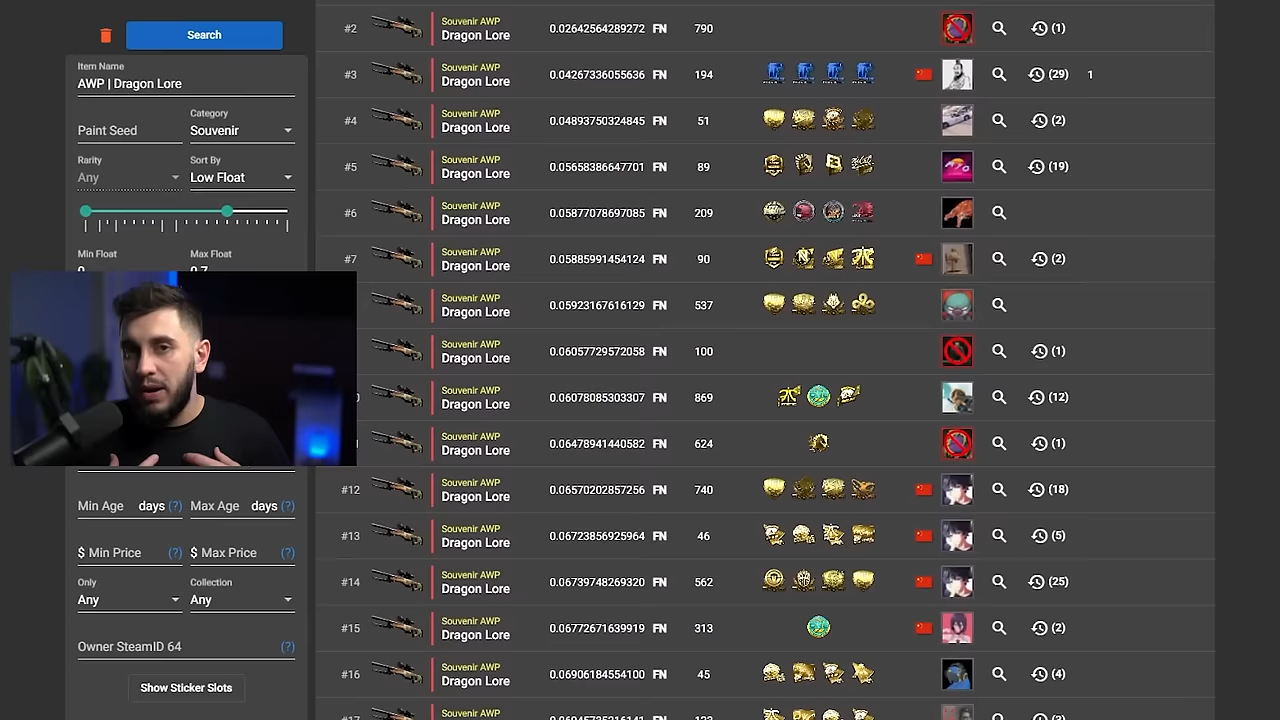 Search
Item Name
AWP | Dragon Lore
Paint Seed
Category
Souvenir
Rarity
Any
Sort By
Low Float
Min Float
Max Float
Min Age
days (?)
Max Age
days (?)
$ Min Price
(?)
$ Max Price
(?)
Only
Any
Collection
Any
Owner SteamID 64
(?)
Show Sticker Slots
#2 Souvenir AWP Dragon Lore 0.02642564289272 FN 790 (1)
#3 Souvenir AWP Dragon Lore 0.04267336055636 FN 194 (29) 1
#4 Souvenir AWP Dragon Lore 0.04893750324845 FN 51 (2)
#5 Souvenir AWP Dragon Lore 0.05658386647701 FN 89 (19)
#6 Souvenir AWP Dragon Lore 0.05877078697085 FN 209
#7 Souvenir AWP Dragon Lore 0.05885991454124 FN 90 (2)
Souvenir AWP Dragon Lore 0.05923167616129 FN 537
Souvenir AWP Dragon Lore 0.06057729572058 FN 100 (1)
Souvenir AWP Dragon Lore 0.06078085303307 FN 869 (12)
Souvenir AWP Dragon Lore 0.06478941440582 FN 624 (1)
#12 Souvenir AWP Dragon Lore 0.06570202857256 FN 740 (18)
#13 Souvenir AWP Dragon Lore 0.06723856925964 FN 46 (5)
#14 Souvenir AWP Dragon Lore 0.06739748269320 FN 562 (25)
#15 Souvenir AWP Dragon Lore 0.06772671639919 FN 313 (2)
#16 Souvenir AWP Dragon Lore 0.06906184554100 FN 45 (4)
Souvenir AWP